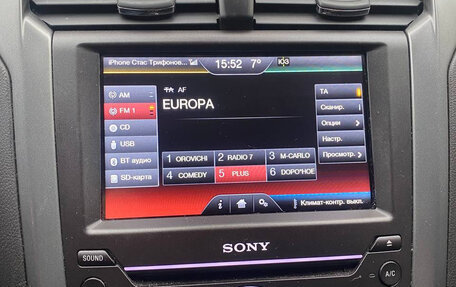 iPhone Стас Трифонов...
15:52 7° ЮЗ
AM
AF
TA
EUROPA
FM 1
Сканир.
CD
Опции
USB
Настр.
1 OROVICHI 2 RADIO 7 3 M-CARLO
BT аудио
Просмотр.
4 COMEDY 5 PLUS 6 DOPO*HOE
SD-карта
i
Климат-контр. выкл.
SONY
SOUND
A/C